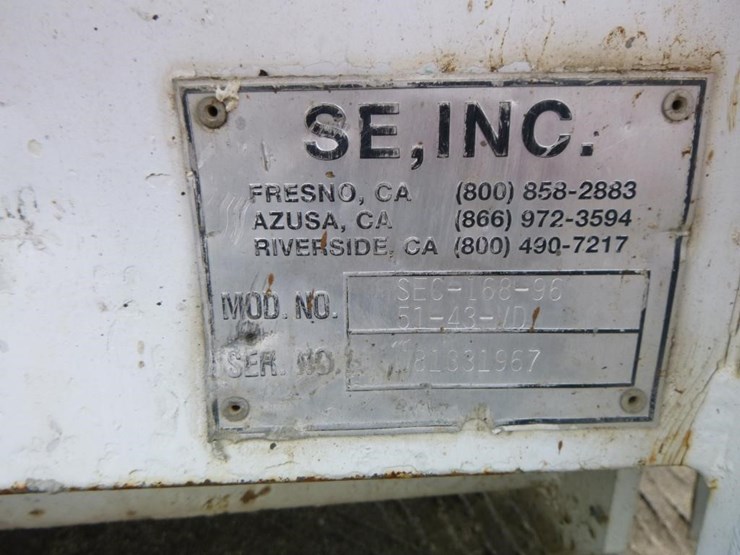 SE, INC.
FRESNO, CA (800) 858-2883
AZUSA, CA (866) 972-3594
RIVERSIDE, CA (800) 490-7217
MOD. NO. SEC-168-96
51-43-VD
SER. NO.